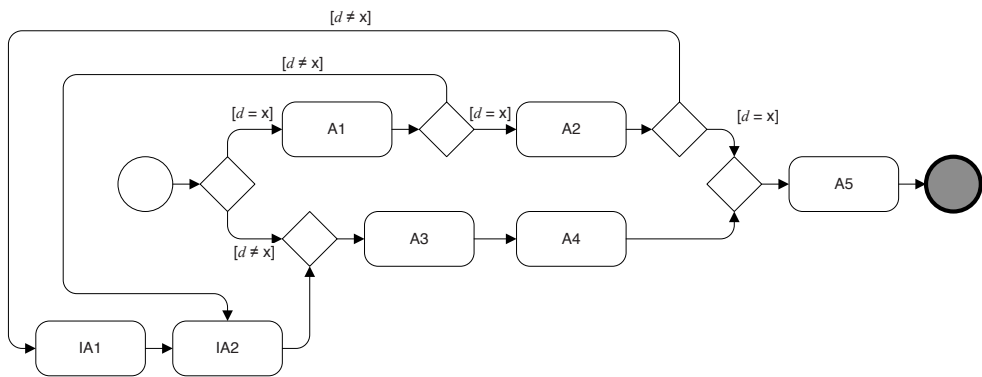 [d ≠ x]
[d ≠ x]
[d = x]
A1
[d = x]
A2
[d = x]
A5
[d ≠ x]
A3
A4
IA1
IA2